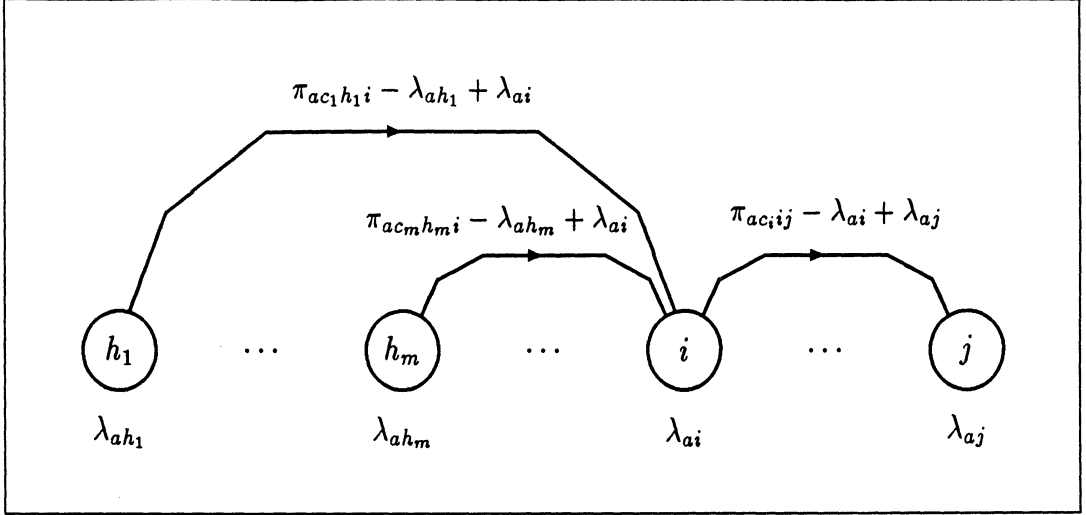 π_{ac_1h_1i} − λ_{ah_1} + λ_{ai}
π_{ac_mh_mi} − λ_{ah_m} + λ_{ai} π_{ac_iij} − λ_{ai} + λ_{aj}
h_1 ··· h_m ··· i ··· j
λ_{ah_1} λ_{ah_m} λ_{ai} λ_{aj}